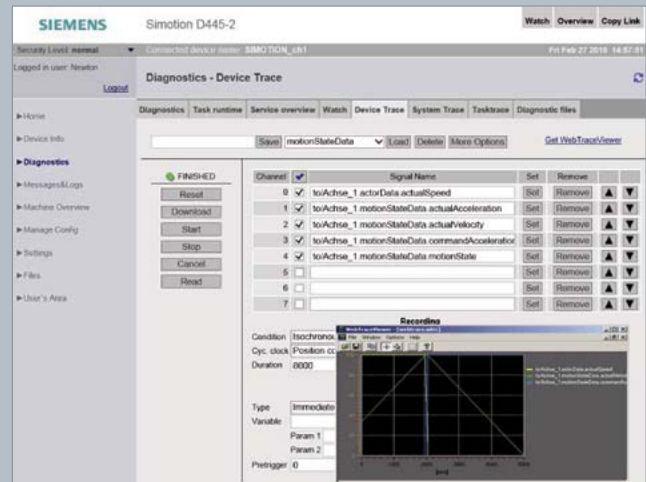 SIEMENS
Simotion D445-2
Watch Overview Copy Link
Security Level: normal
Connected device name: SIMOTION_ch1
Fri Feb 27 2015 14:57:51
Logged in user: Newton
Logout
Diagnostics - Device Trace
Home
Device Info
Diagnostics
Messages&Logs
Machine Overview
Manage Config
Settings
Files
User's Area
Diagnostics Task runtime Service overview Watch Device Trace System Trace Tasktrace Diagnostic files
Save motionStateData Load Delete More Options Get WebTraceViewer
FINISHED
Reset
Download
Start
Stop
Cancel
Read
Channel Signal Name Set Remove
0 to/Achse_1.actorData.actualSpeed Set Remove
1 to/Achse_1.motionStateData.actualAcceleration Set Remove
2 to/Achse_1.motionStateData.actualVelocity Set Remove
3 to/Achse_1.motionStateData.commandAcceleration Set Remove
4 to/Achse_1.motionStateData.motionState Set Remove
5 Set Remove
6 Set Remove
7 Set Remove
Recording
Condition Isochronou
Cyc. clock Position co
Duration 8000
Type Immediate
Variable
Param 1
Param 2
Pretrigger 0
File Window Options Help